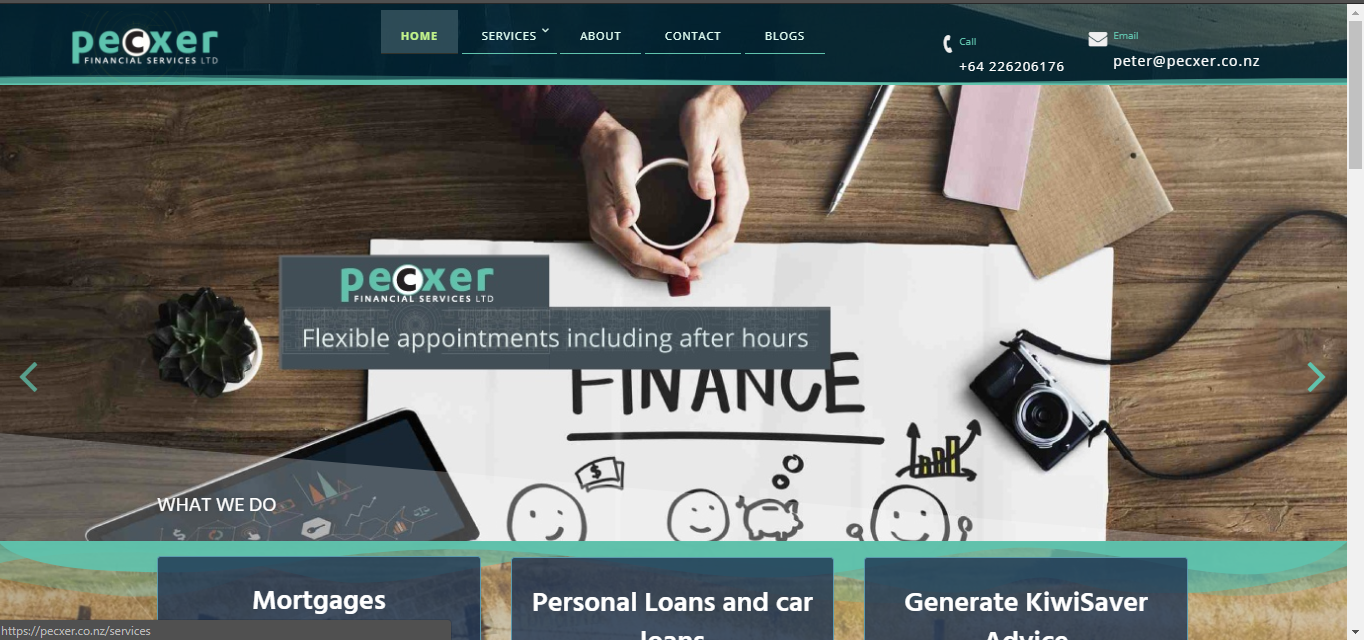 pecxer
FINANCIAL SERVICES LTD
HOME
SERVICES
ABOUT
CONTACT
BLOGS
Call
+64 226206176
Email
peter@pecxer.co.nz
pecxer
FINANCIAL SERVICES LTD
Flexible appointments including after hours
FINANCE
$
WHAT WE DO
$
Mortgages
Personal Loans and car
loans
Generate KiwiSaver
Advice
https://pecxer.co.nz/services